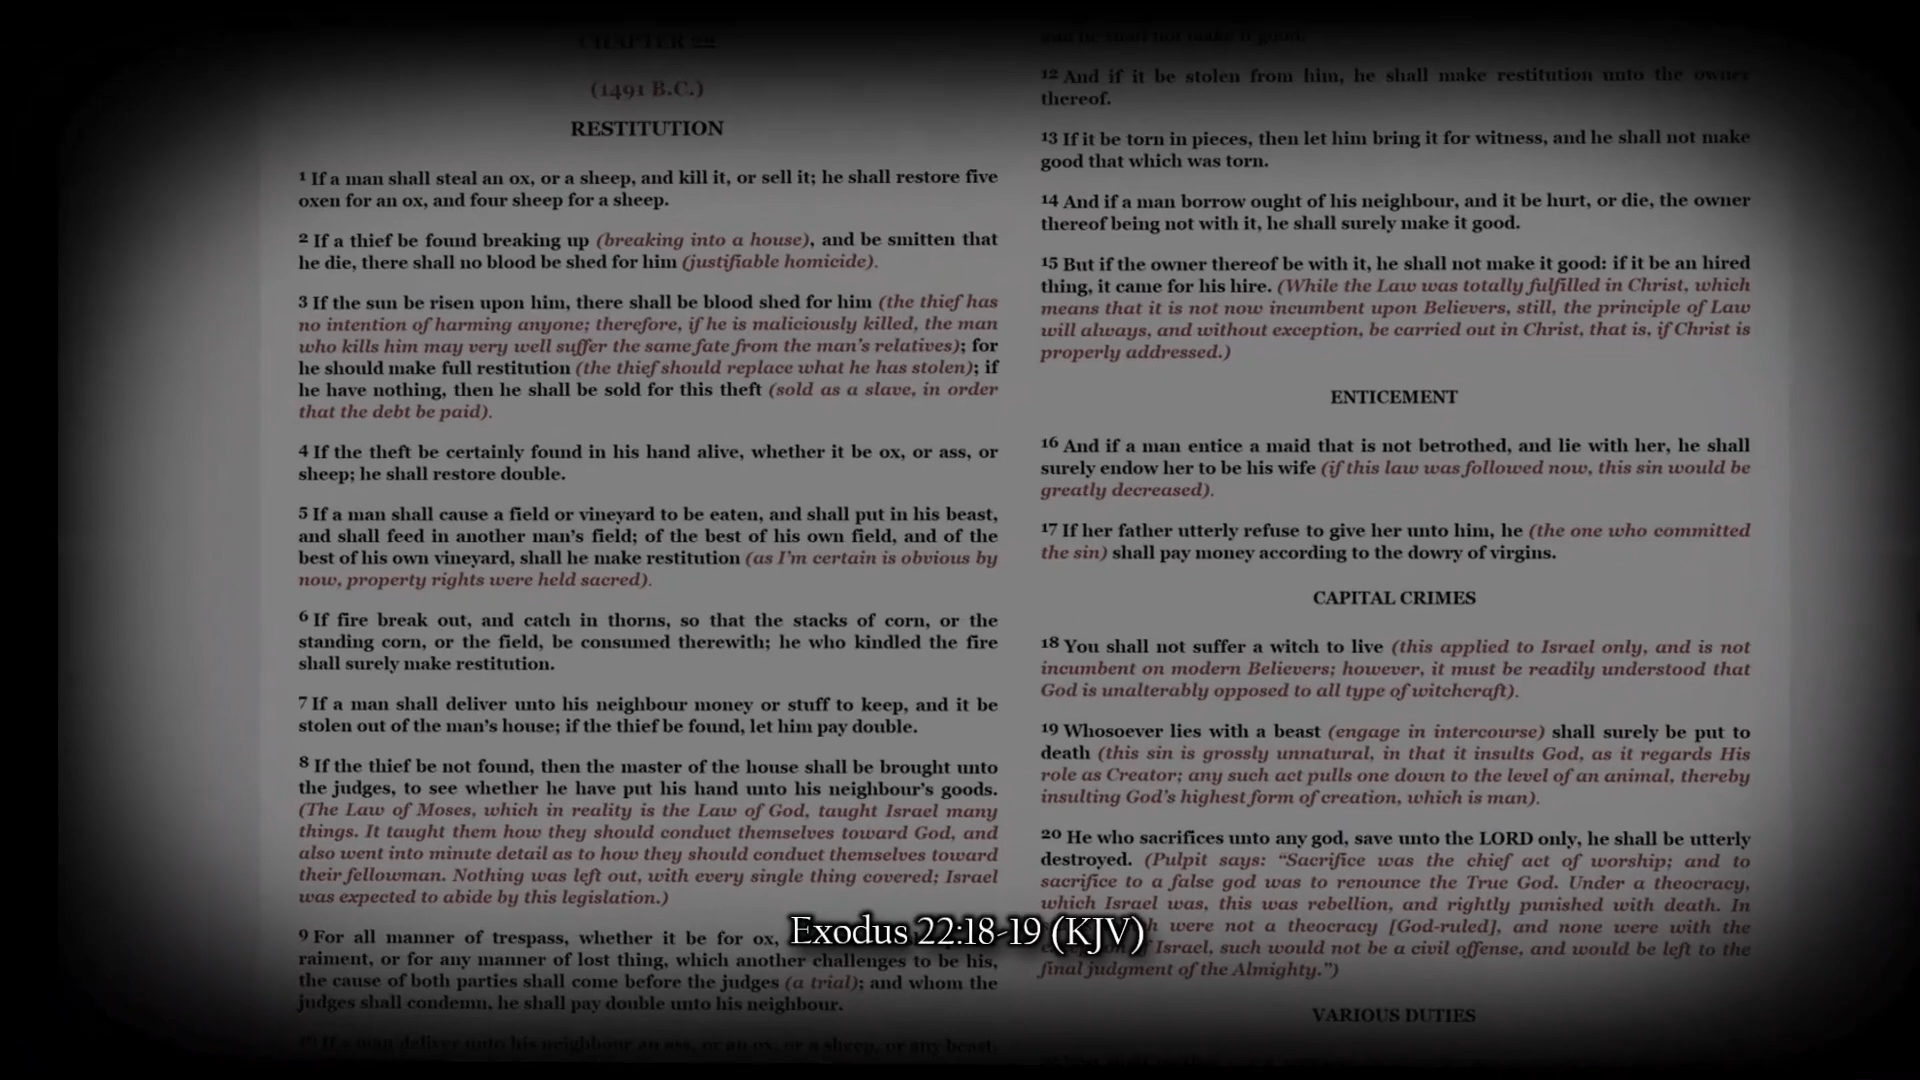 CHAPTER 22
(1491 B.C.)
RESTITUTION
1 If a man shall steal an ox, or a sheep, and kill it, or sell it; he shall restore five
oxen for an ox, and four sheep for a sheep.
2 If a thief be found breaking up (breaking into a house), and be smitten that
he die, there shall no blood be shed for him (justifiable homicide).
3 If the sun be risen upon him, there shall be blood shed for him (the thief has
no intention of harming anyone; therefore, if he is maliciously killed, the man
who kills him may very well suffer the same fate from the man's relatives); for
he should make full restitution (the thief should replace what he has stolen); if
he have nothing, then he shall be sold for this theft (sold as a slave, in order
that the debt be paid).
4 If the theft be certainly found in his hand alive, whether it be ox, or ass, or
sheep; he shall restore double.
5 If a man shall cause a field or vineyard to be eaten, and shall put in his beast,
and shall feed in another man's field; of the best of his own field, and of the
best of his own vineyard, shall he make restitution (as I'm certain is obvious by
now, property rights were held sacred).
6 If fire break out, and catch in thorns, so that the stacks of corn, or the
standing corn, or the field, be consumed therewith; he who kindled the fire
shall surely make restitution.
7 If a man shall deliver unto his neighbour money or stuff to keep, and it be
stolen out of the man's house; if the thief be found, let him pay double.
8 If the thief be not found, then the master of the house shall be brought unto
the judges, to see whether he have put his hand unto his neighbour's goods.
(The Law of Moses, which in reality is the Law of God, taught Israel many
things. It taught them how they should conduct themselves toward God, and
also went into minute detail as to how they should conduct themselves toward
their fellowman. Nothing was left out, with every single thing covered; Israel
was expected to abide by this legislation.)
9 For all manner of trespass, whether it be for ox,
raiment, or for any manner of lost thing, which another challenges to be his,
the cause of both parties shall come before the judges (a trial); and whom the
judges shall condemn, he shall pay double unto his neighbour.
10 If a man deliver unto his neighbour an ass, or an ox, or a sheep, or any beast,
and he shall not make it good.
12 And if it be stolen from him, he shall make restitution unto the owner
thereof.
13 If it be torn in pieces, then let him bring it for witness, and he shall not make
good that which was torn.
14 And if a man borrow ought of his neighbour, and it be hurt, or die, the owner
thereof being not with it, he shall surely make it good.
15 But if the owner thereof be with it, he shall not make it good: if it be an hired
thing, it came for his hire. (While the Law was totally fulfilled in Christ, which
means that it is not now incumbent upon Believers, still, the principle of Law
will always, and without exception, be carried out in Christ, that is, if Christ is
properly addressed.)
ENTICEMENT
16 And if a man entice a maid that is not betrothed, and lie with her, he shall
surely endow her to be his wife (if this law was followed now, this sin would be
greatly decreased).
17 If her father utterly refuse to give her unto him, he (the one who committed
the sin) shall pay money according to the dowry of virgins.
CAPITAL CRIMES
18 You shall not suffer a witch to live (this applied to Israel only, and is not
incumbent on modern Believers; however, it must be readily understood that
God is unalterably opposed to all type of witchcraft).
19 Whosoever lies with a beast (engage in intercourse) shall surely be put to
death (this sin is grossly unnatural, in that it insults God, as it regards His
role as Creator; any such act pulls one down to the level of an animal, thereby
insulting God's highest form of creation, which is man).
20 He who sacrifices unto any god, save unto the LORD only, he shall be utterly
destroyed. (Pulpit says: "Sacrifice was the chief act of worship; and to
sacrifice to a false god was to renounce the True God. Under a theocracy,
which Israel was, this was rebellion, and rightly punished with death. In
were not a theocracy [God-ruled], and none were with the
Israel, such would not be a civil offense, and would be left to the
final judgment of the Almighty.")
VARIOUS DUTIES
Exodus 22:18-19 (KJV)